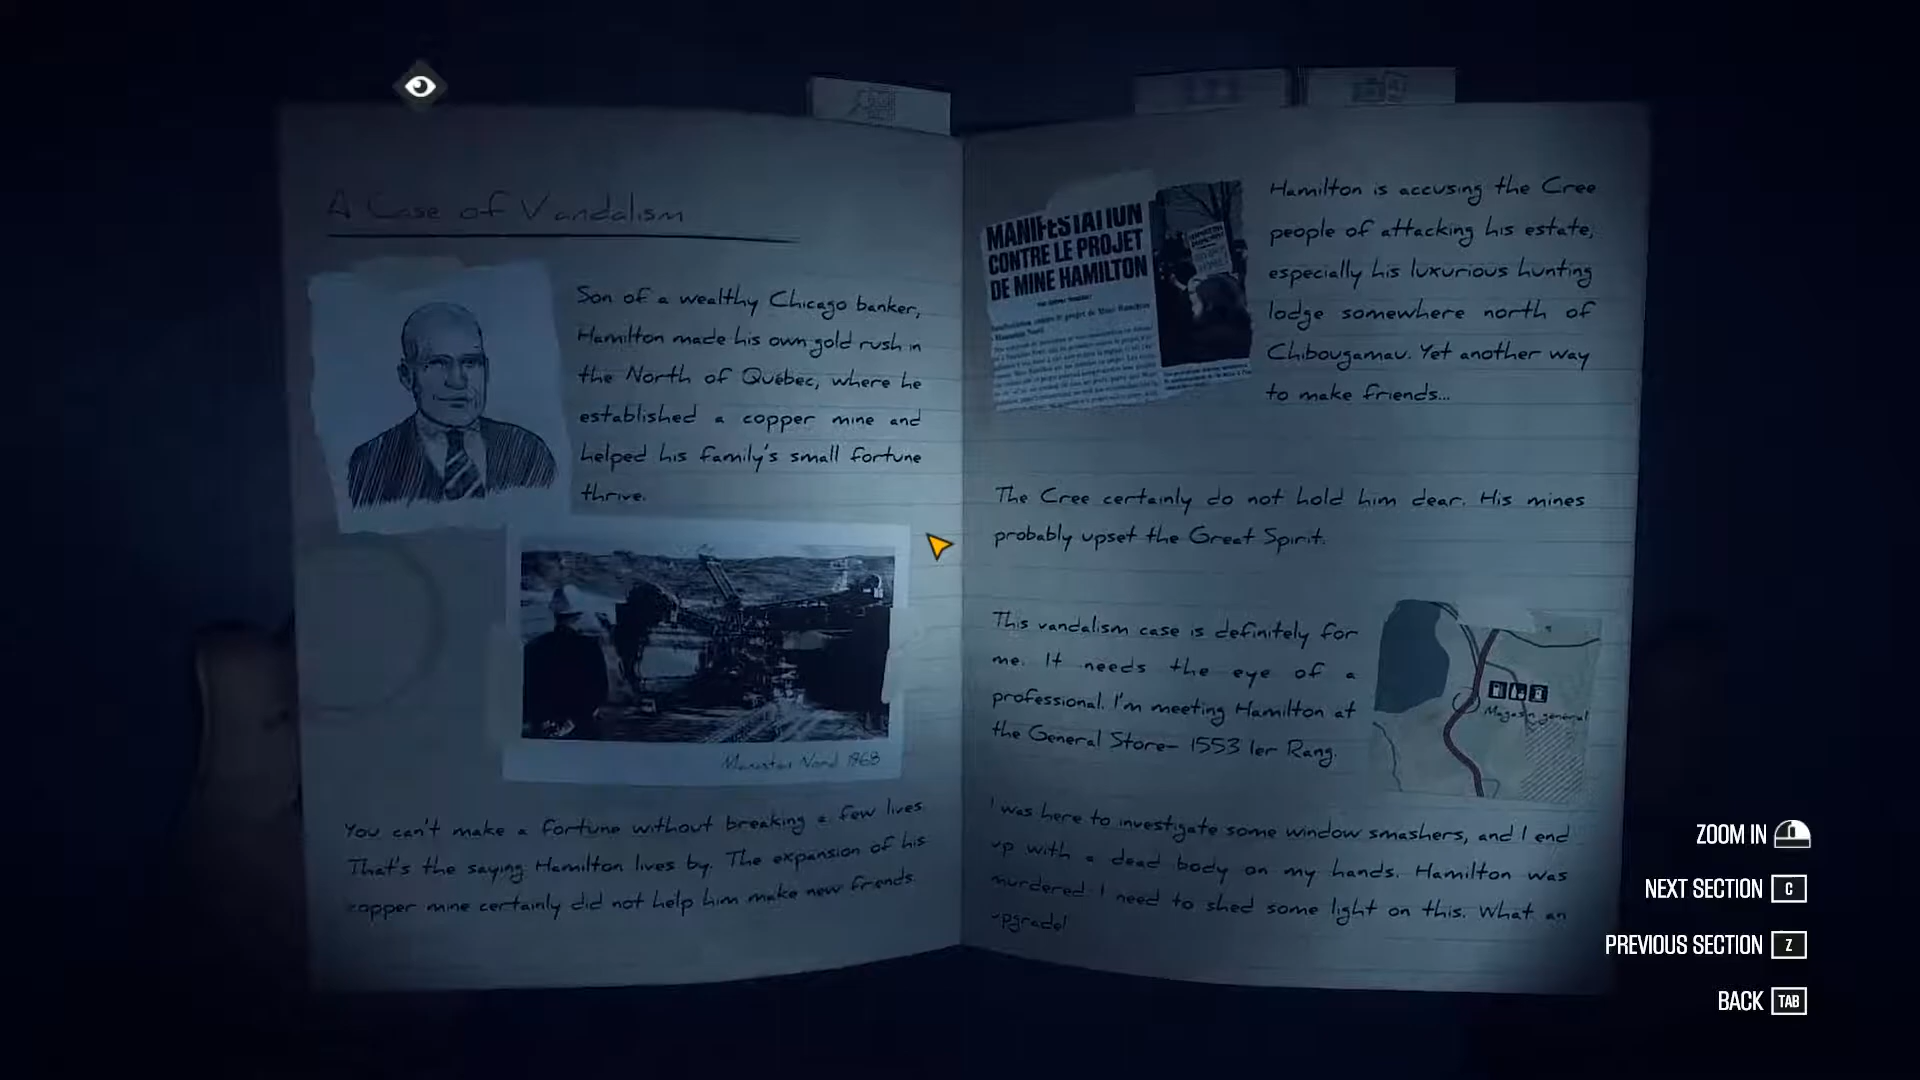 A Case of Vandalism
Son of a wealthy Chicago banker,
Hamilton made his own gold rush in
the North of Québec, where he
established a copper mine and
helped his family's small fortune
thrive.
Nord 1968
You can't make a fortune without breaking a few lives
That's the saying Hamilton lives by. The expansion of his
copper mine certainly did not help him make new friends.
MANIFESTATION
CONTRE LE PROJET
DE MINE HAMILTON
Hamilton is accusing the Cree
people of attacking his estate,
especially his luxurious hunting
lodge somewhere north of
Chibougamau. Yet another way
to make friends...
The Cree certainly do not hold him dear. His mines
probably upset the Great Spirit.
This vandalism case is definitely for
me. It needs the eye of a
professional. I'm meeting Hamilton at
the General Store- 1553 1er Rang.
Magasin général
I was here to investigate some window smashers, and I end
up with a dead body on my hands. Hamilton was
murdered. I need to shed some light on this. What an
upgrade!
ZOOM IN
NEXT SECTION C
PREVIOUS SECTION Z
BACK TAB